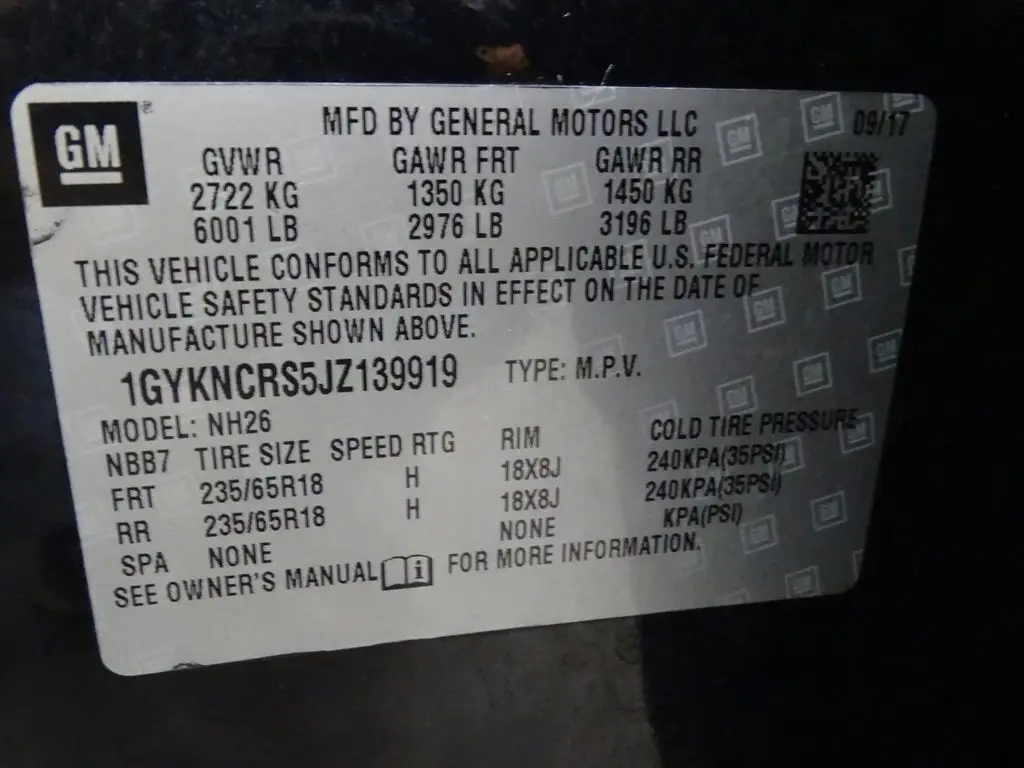 GM
MFD BY GENERAL MOTORS LLC 09/17
GVWR GAWR FRT GAWR RR
2722 KG 1350 KG 1450 KG
6001 LB 2976 LB 3196 LB
THIS VEHICLE CONFORMS TO ALL APPLICABLE U.S. FEDERAL MOTOR
VEHICLE SAFETY STANDARDS IN EFFECT ON THE DATE OF
MANUFACTURE SHOWN ABOVE.
1GYKNCRS5JZ139919 TYPE: M.P.V.
MODEL: NH26
NBB7 TIRE SIZE SPEED RTG RIM COLD TIRE PRESSURE
FRT 235/65R18 H 18X8J 240KPA(35PSI)
RR 235/65R18 H 18X8J 240KPA(35PSI)
SPA NONE NONE KPA(PSI)
SEE OWNER'S MANUAL i FOR MORE INFORMATION.